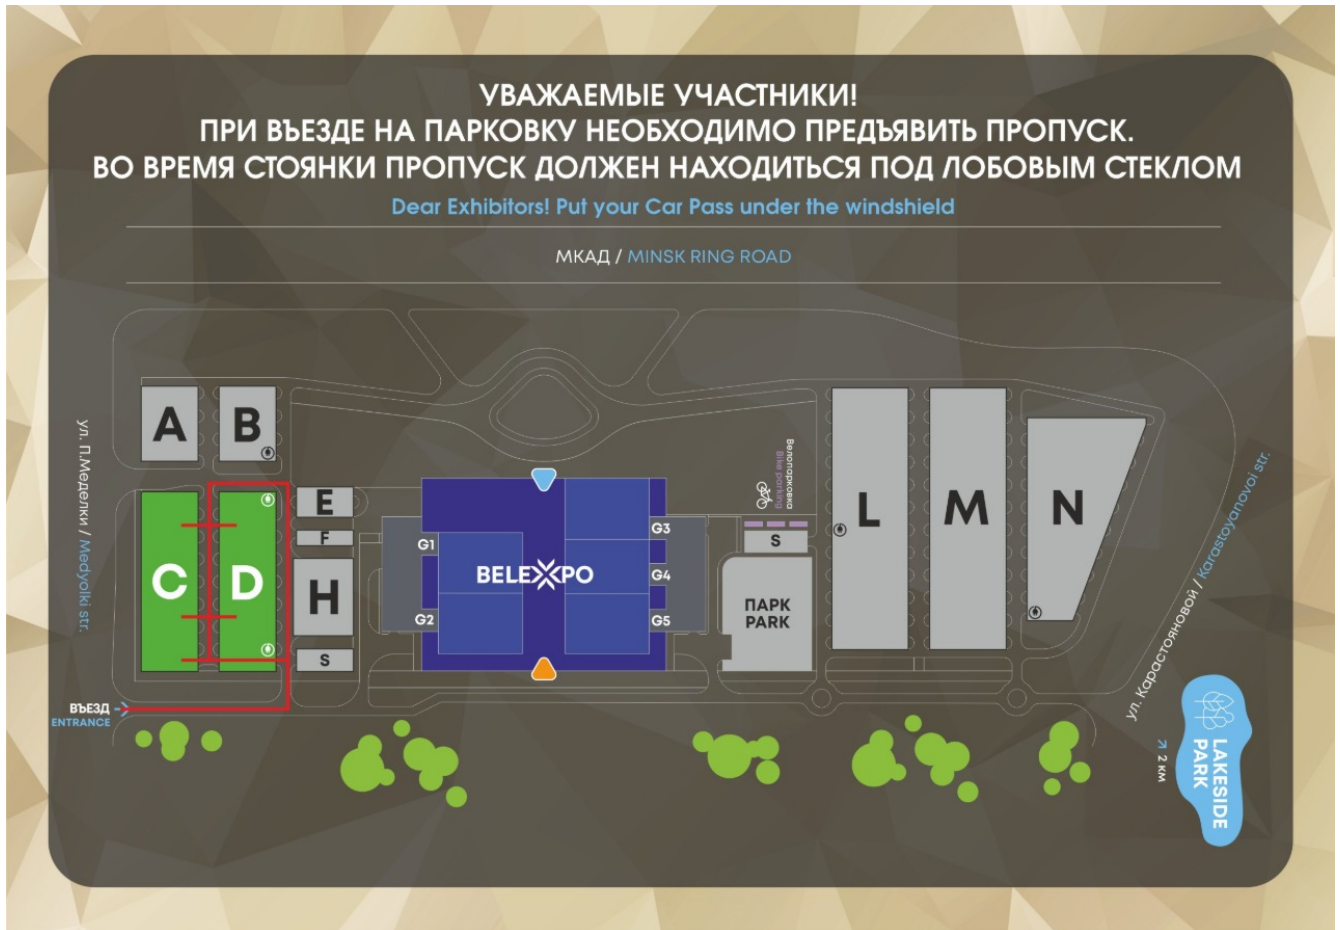 УВАЖАЕМЫЕ УЧАСТНИКИ!
ПРИ ВЪЕЗДЕ НА ПАРКОВКУ НЕОБХОДИМО ПРЕДЪЯВИТЬ ПРОПУСК.
ВО ВРЕМЯ СТОЯНКИ ПРОПУСК ДОЛЖЕН НАХОДИТЬСЯ ПОД ЛОБОВЫМ СТЕКЛОМ
Dear Exhibitors! Put your Car Pass under the windshield
МКАД / MINSK RING ROAD
A
B
ул. П.Меделки / Medyolki str.
C
D
E
F
H
S
G1
G2
BELEXPO
G3
G4
G5
Велопарковка
Bike parking
S
ПАРК
PARK
L
M
N
ул. Карастояновой / Karastoyanovoi str.
ВЪЕЗД
ENTRANCE
LAKESIDE
PARK
2 км